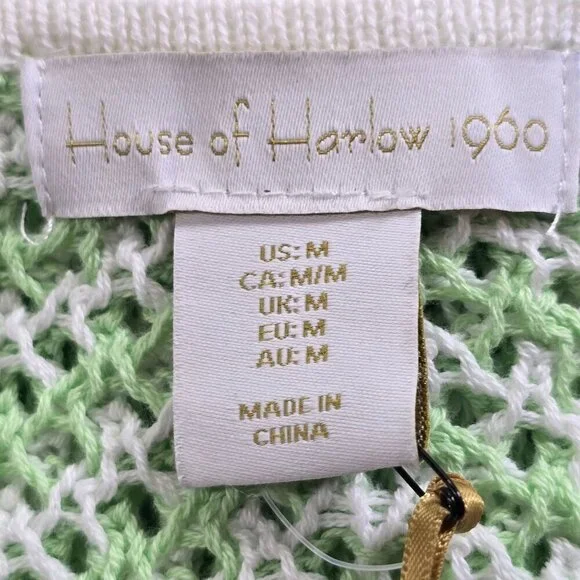 House of Harlow 1960
US: M
CA: M/M
UK: M
EU: M
AU: M
MADE IN
CHINA